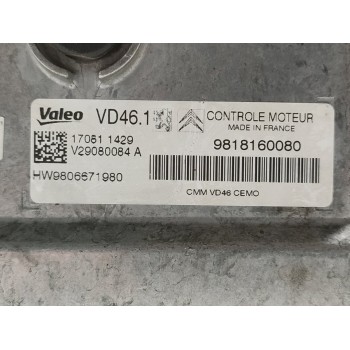 Valeo VD46.1 CONTROLE MOTEUR
MADE IN FRANCE
17061 1429
V29080084 A
9818160080
HW9806671980
CMM VD46 CEMO